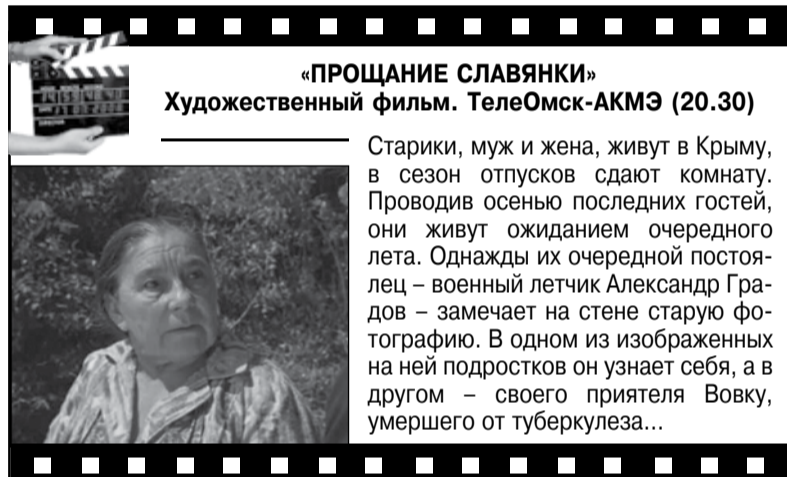 «ПРОЩАНИЕ СЛАВЯНКИ»
Художественный фильм. ТелеОмск-АКМЭ (20.30)
Старики, муж и жена, живут в Крыму,
в сезон отпусков сдают комнату.
Проводив осенью последних гостей,
они живут ожиданием очередного
лета. Однажды их очередной постоя-
лец – военный летчик Александр Гра-
дов – замечает на стене старую фо-
тографию. В одном из изображенных
на ней подростков он узнает себя, а в
другом – своего приятеля Вовку,
умершего от туберкулеза...